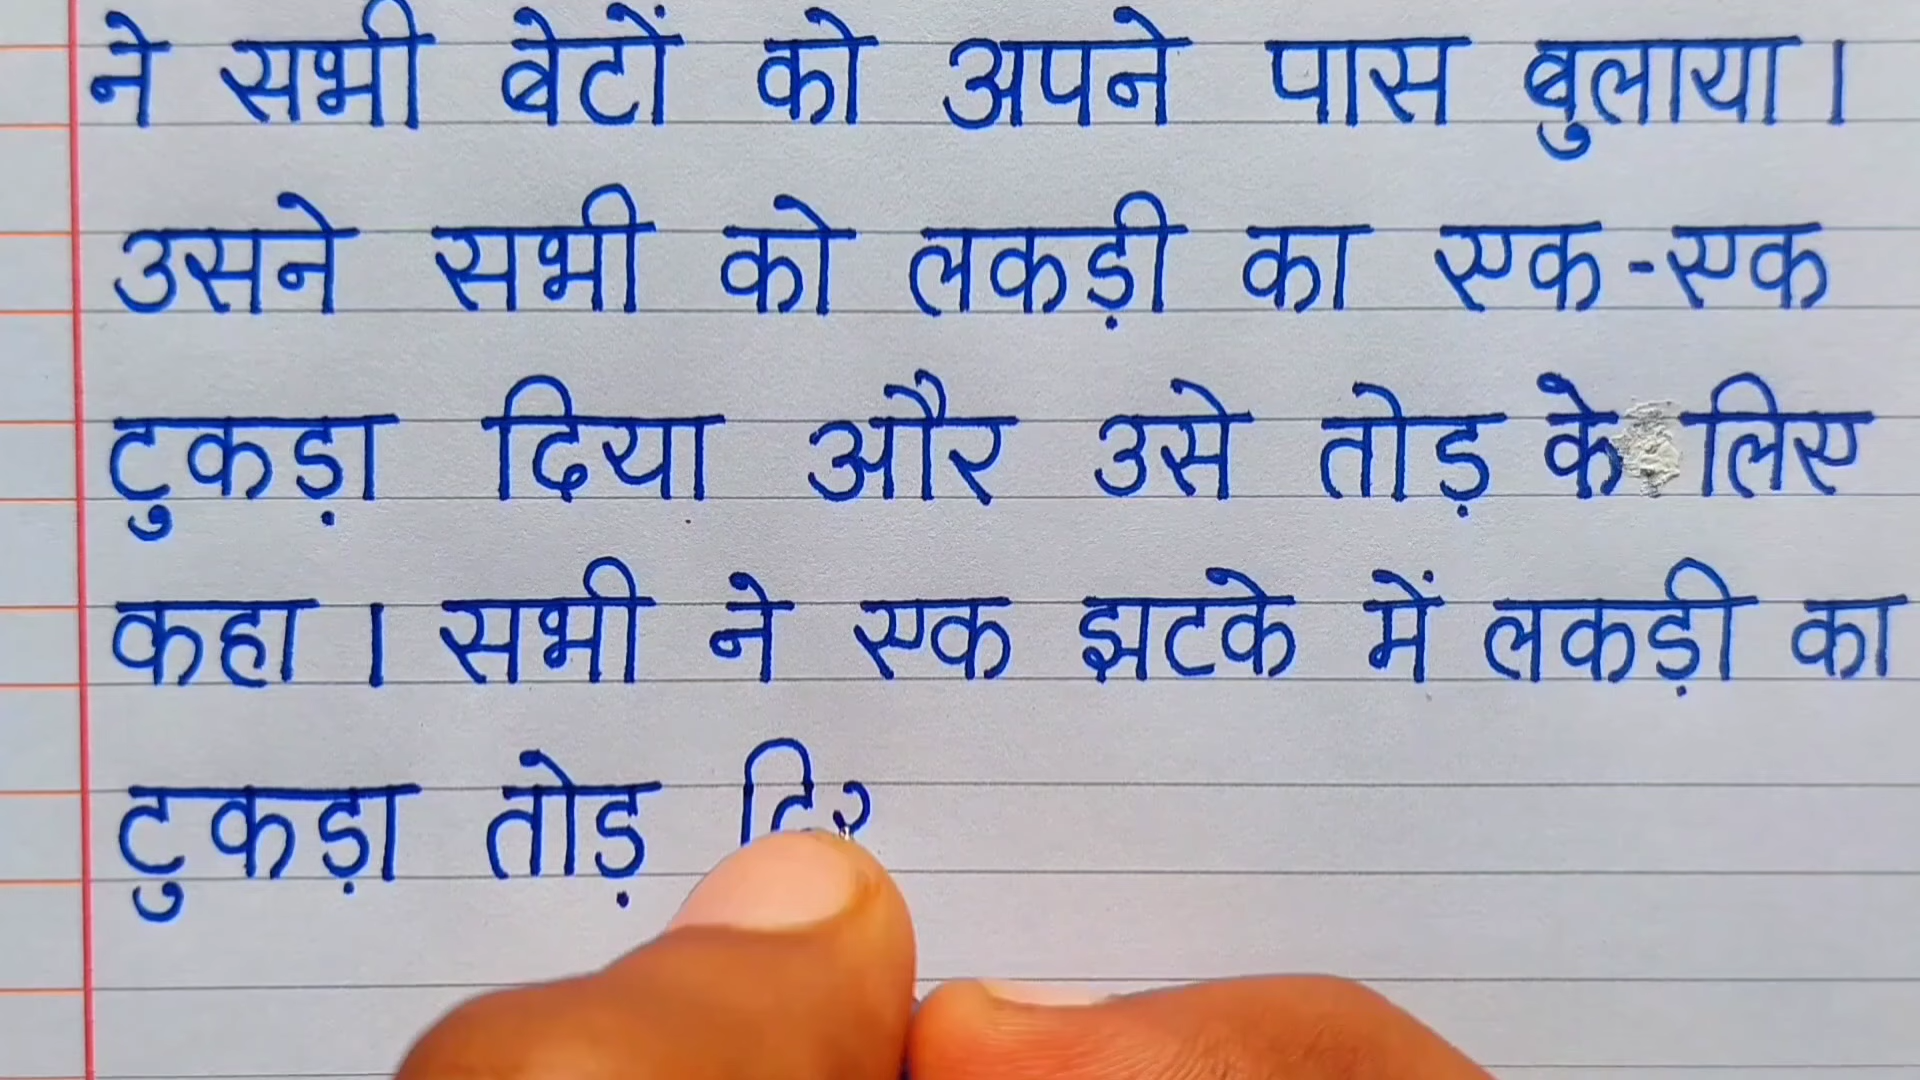 ने सभी बेटों को अपने पास बुलाया।
उसने सभी को लकड़ी का एक-एक
टुकड़ा दिया और उसे तोड़ के लिए
कहा । सभी ने एक झटके में लकड़ी का
टुकड़ा तोड़